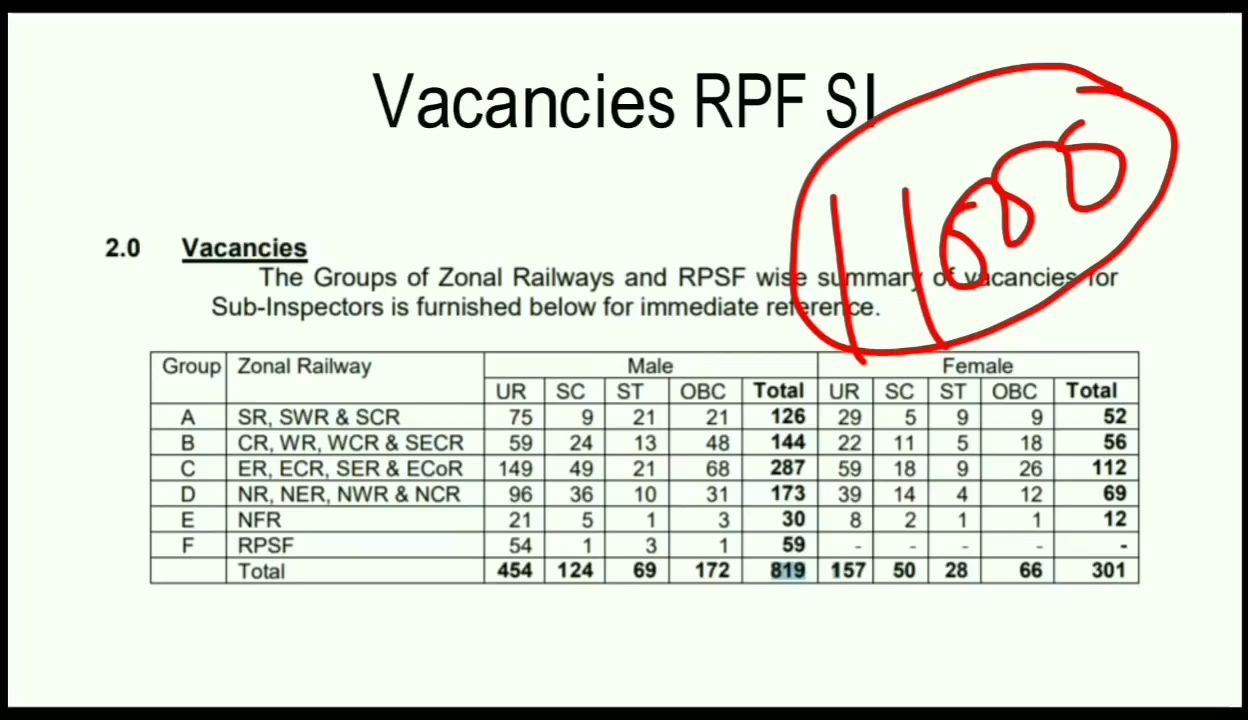 Vacancies RPF SI
11000
2.0 Vacancies
The Groups of Zonal Railways and RPSF wise summary of vacancies for
Sub-Inspectors is furnished below for immediate reference.
Group Zonal Railway Male Female
UR SC ST OBC Total UR SC ST OBC Total
A SR, SWR & SCR 75 9 21 21 126 29 5 9 9 52
B CR, WR, WCR & SECR 59 24 13 48 144 22 11 5 18 56
C ER, ECR, SER & ECoR 149 49 21 68 287 59 18 9 26 112
D NR, NER, NWR & NCR 96 36 10 31 173 39 14 4 12 69
E NFR 21 5 1 3 30 8 2 1 1 12
F RPSF 54 1 3 1 59 - - - - -
Total 454 124 69 172 819 157 50 28 66 301